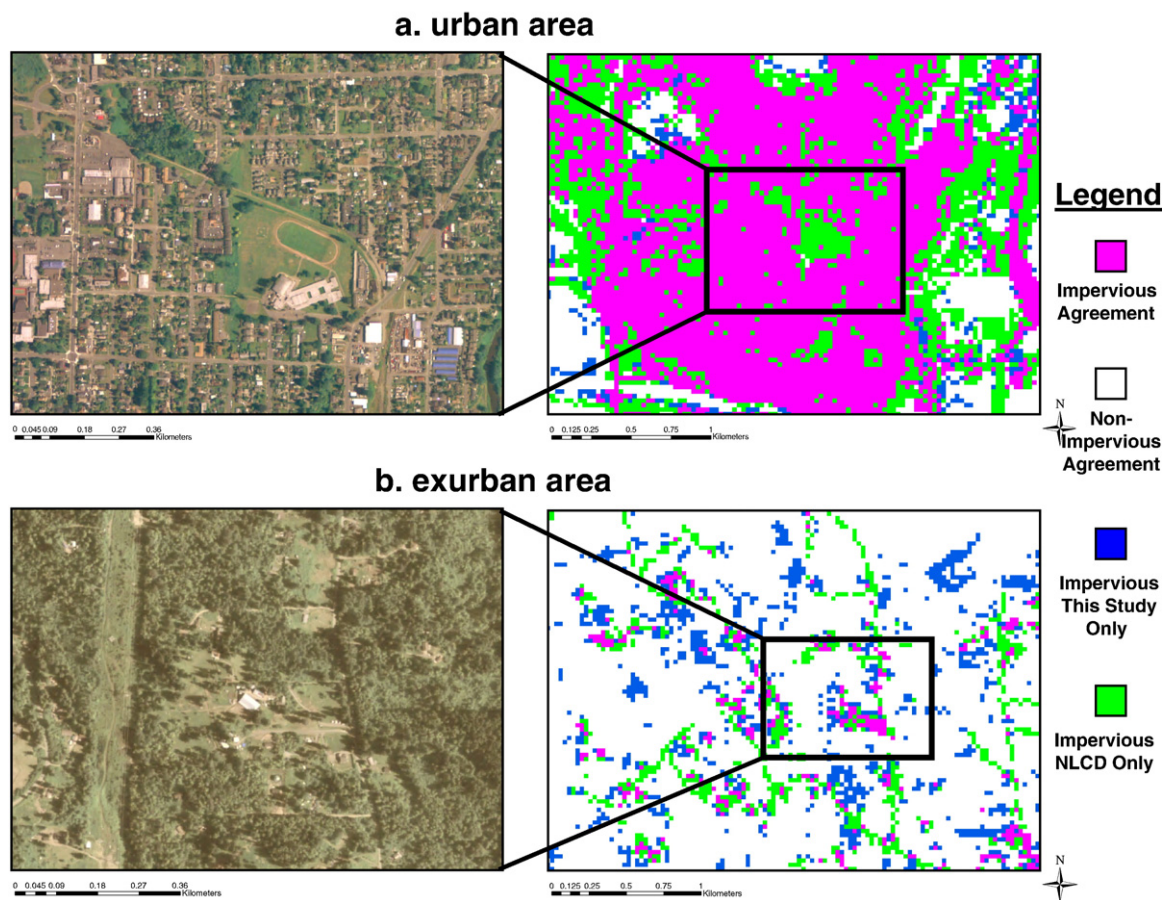 a. urban area
Legend
Impervious
Agreement
Non-
Impervious
Agreement
Impervious
This Study
Only
Impervious
NLCD Only
0 0.045 0.09 0.18 0.27 0.36
Kilometers
0 0.125 0.25 0.5 0.75 1
Kilometers
N
b. exurban area
0 0.045 0.09 0.18 0.27 0.36
Kilometers
0 0.125 0.25 0.5 0.75 1
Kilometers
N